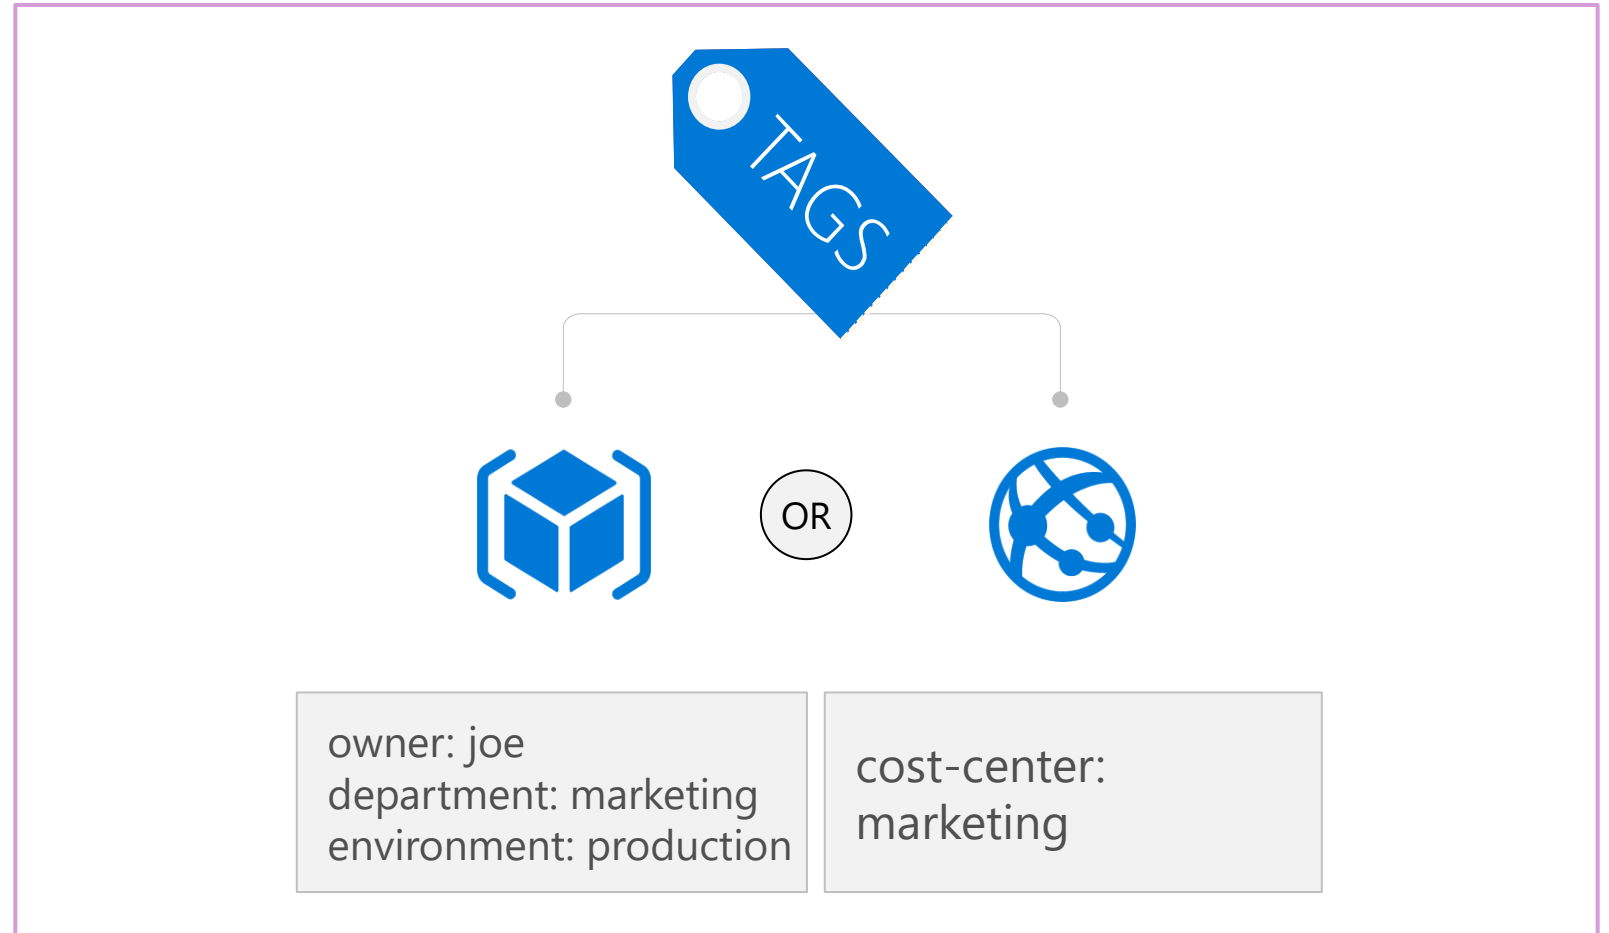 TAGS
OR
owner: joe
department: marketing
environment: production
cost-center:
marketing